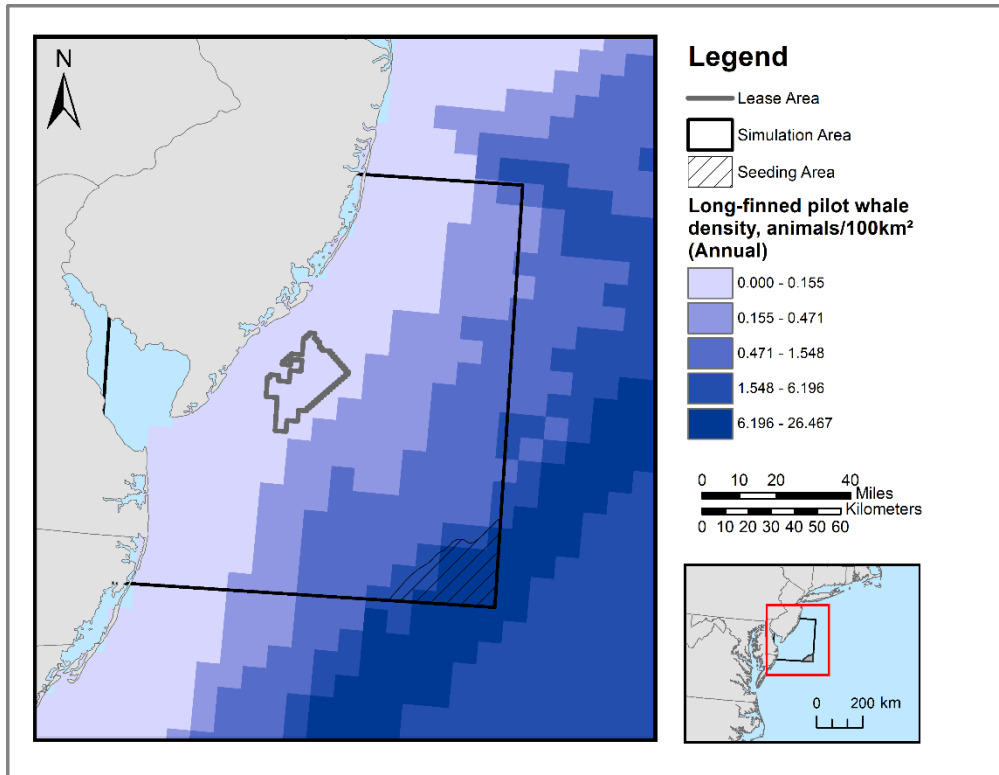 N
Legend
Lease Area
Simulation Area
Seeding Area
Long-finned pilot whale
density, animals/100km²
(Annual)
0.000 - 0.155
0.155 - 0.471
0.471 - 1.548
1.548 - 6.196
6.196 - 26.467
0 10 20 40
Miles
Kilometers
0 10 20 30 40 50 60
0 200 km